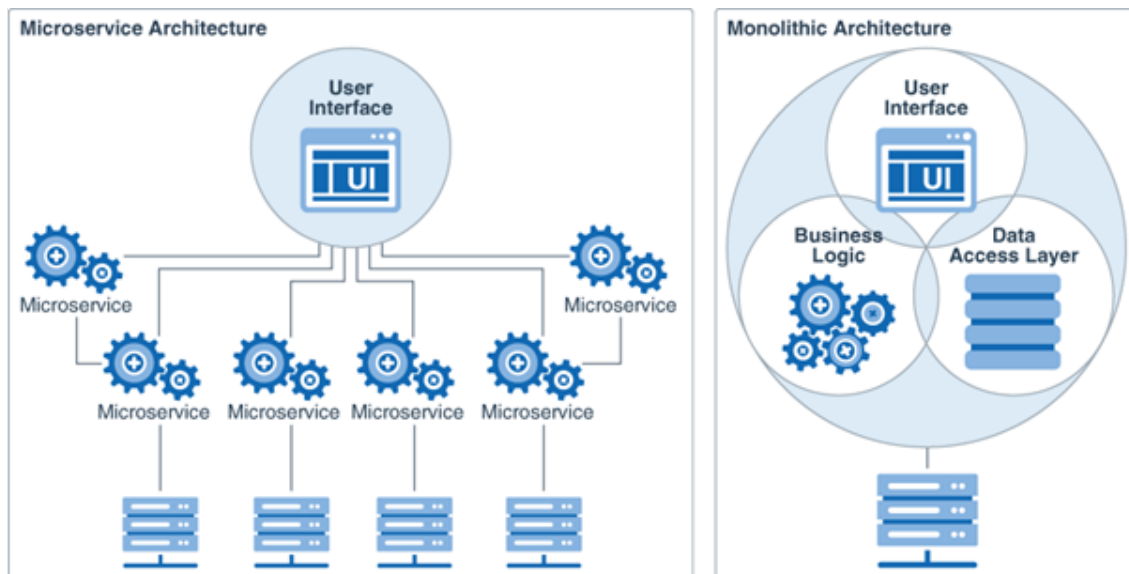 Microservice Architecture
User
Interface
UI
Microservice
Microservice
Microservice
Microservice
Microservice
Microservice
Monolithic Architecture
User
Interface
UI
Business
Logic
Data
Access Layer